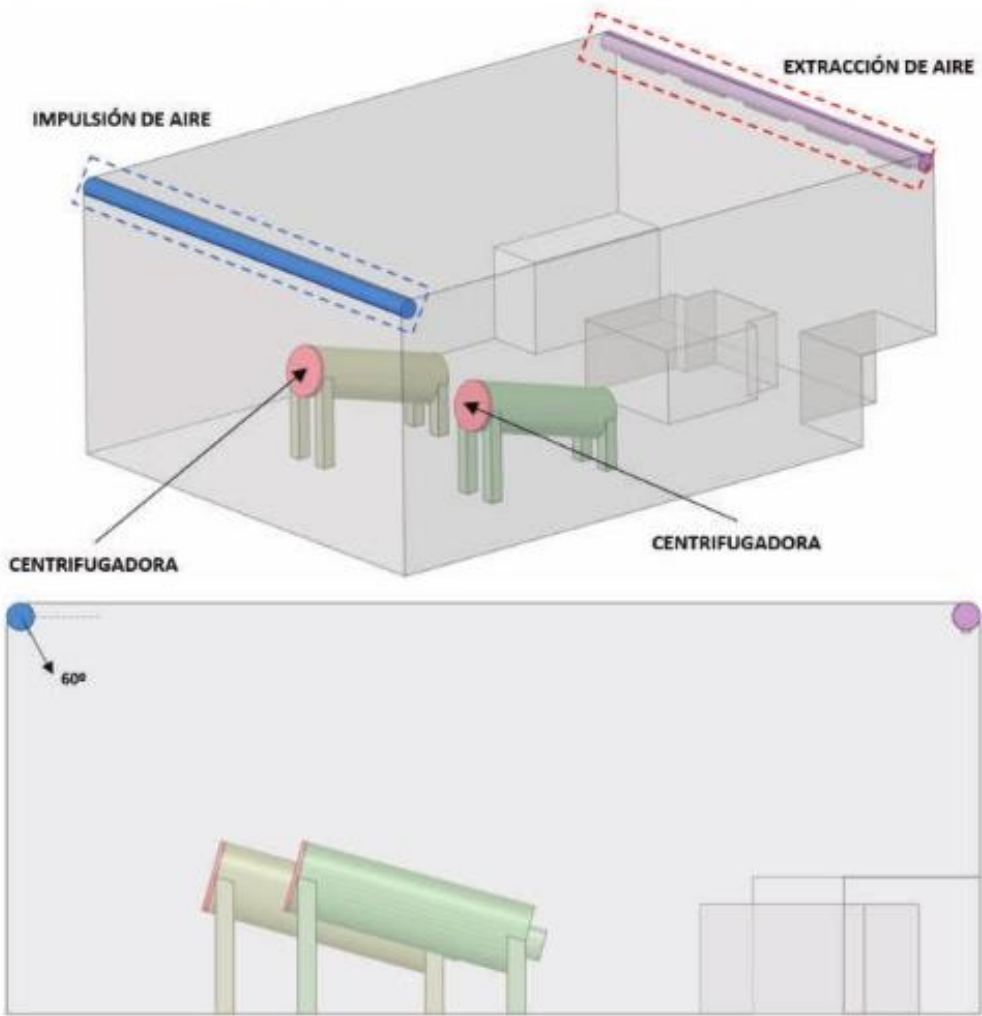 EXTRACCIÓN DE AIRE
IMPULSIÓN DE AIRE
CENTRIFUGADORA
CENTRIFUGADORA
60º